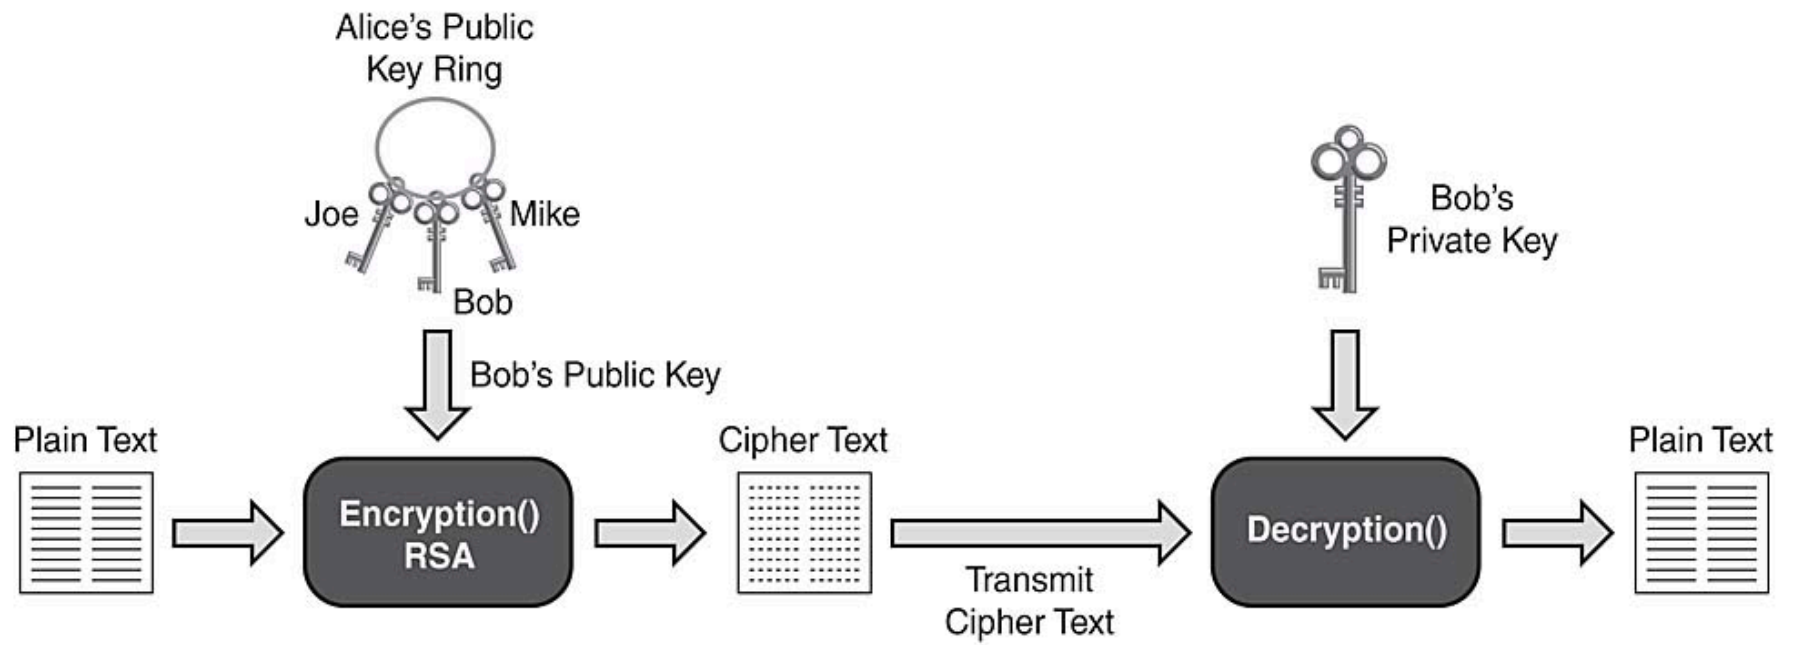 Alice's Public
Key Ring
Joe
Mike
Bob
Bob's Public Key
Bob's
Private Key
Plain Text
Encryption()
RSA
Cipher Text
Transmit
Cipher Text
Decryption()
Plain Text